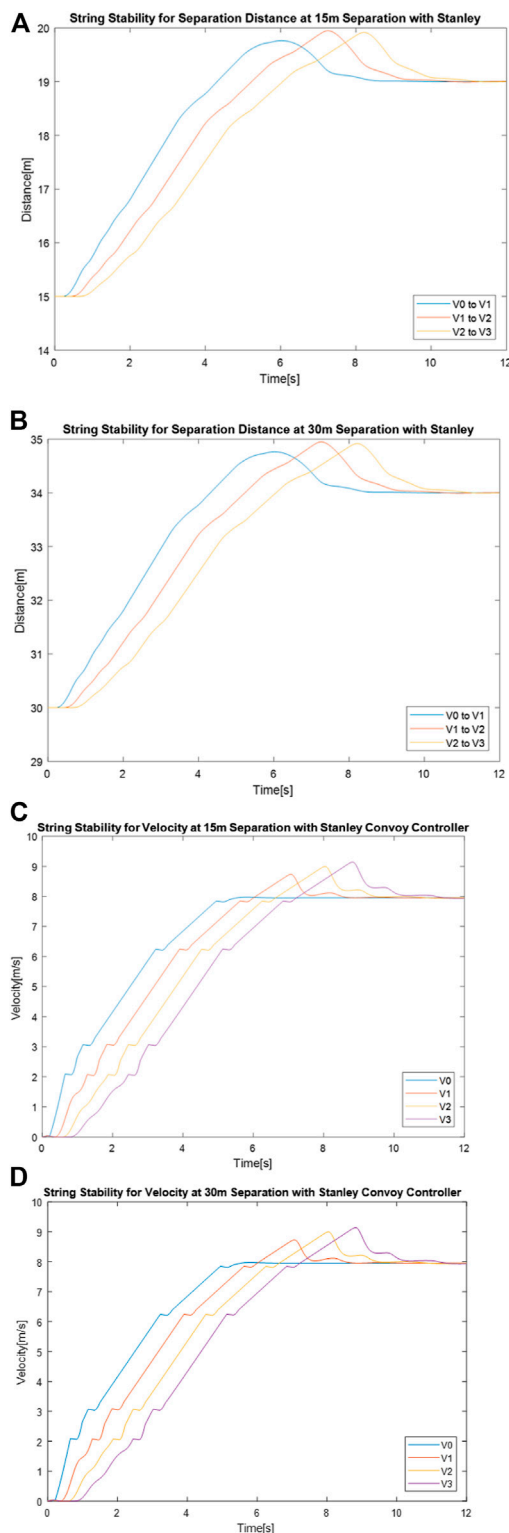 A
String Stability for Separation Distance at 15m Separation with Stanley
20
19
18
17
16
15
14
Distance[m]
0 2 4 6 8 10 12
Time[s]
V0 to V1
V1 to V2
V2 to V3
B
String Stability for Separation Distance at 30m Separation with Stanley
35
34
33
32
31
30
29
Distance[m]
0 2 4 6 8 10 12
Time[s]
V0 to V1
V1 to V2
V2 to V3
C
String Stability for Velocity at 15m Separation with Stanley Convoy Controller
10
9
8
7
6
5
4
3
2
1
0
Velocity[m/s]
0 2 4 6 8 10 12
Time[s]
V0
V1
V2
V3
D
String Stability for Velocity at 30m Separation with Stanley Convoy Controller
10
9
8
7
6
5
4
3
2
1
0
Velocity[m/s]
0 2 4 6 8 10 12
Time[s]
V0
V1
V2
V3